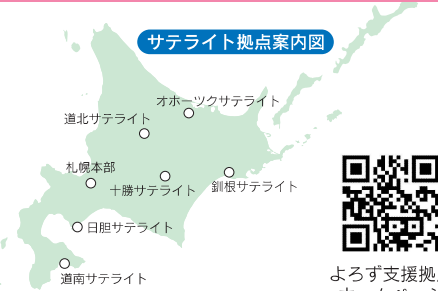 サテライト拠点案内図
オホーツクサテライト
道北サテライト
札幌本部
十勝サテライト
釧根サテライト
日胆サテライト
道南サテライト
よろず支援拠